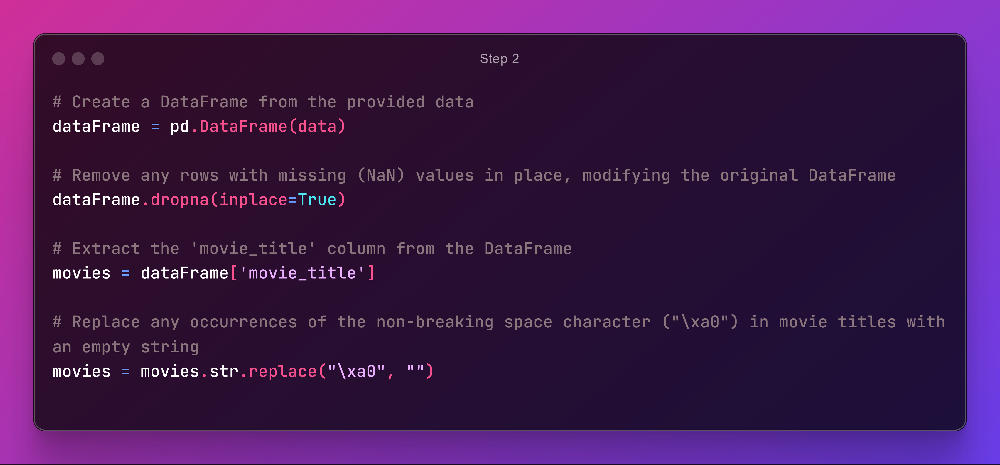 Step 2
# Create a DataFrame from the provided data
dataFrame = pd.DataFrame(data)
# Remove any rows with missing (NaN) values in place, modifying the original DataFrame
dataFrame.dropna(inplace=True)
# Extract the 'movie_title' column from the DataFrame
movies = dataFrame['movie_title']
# Replace any occurrences of the non-breaking space character ("\xa0") in movie titles with
an empty string
movies = movies.str.replace("\xa0", "")